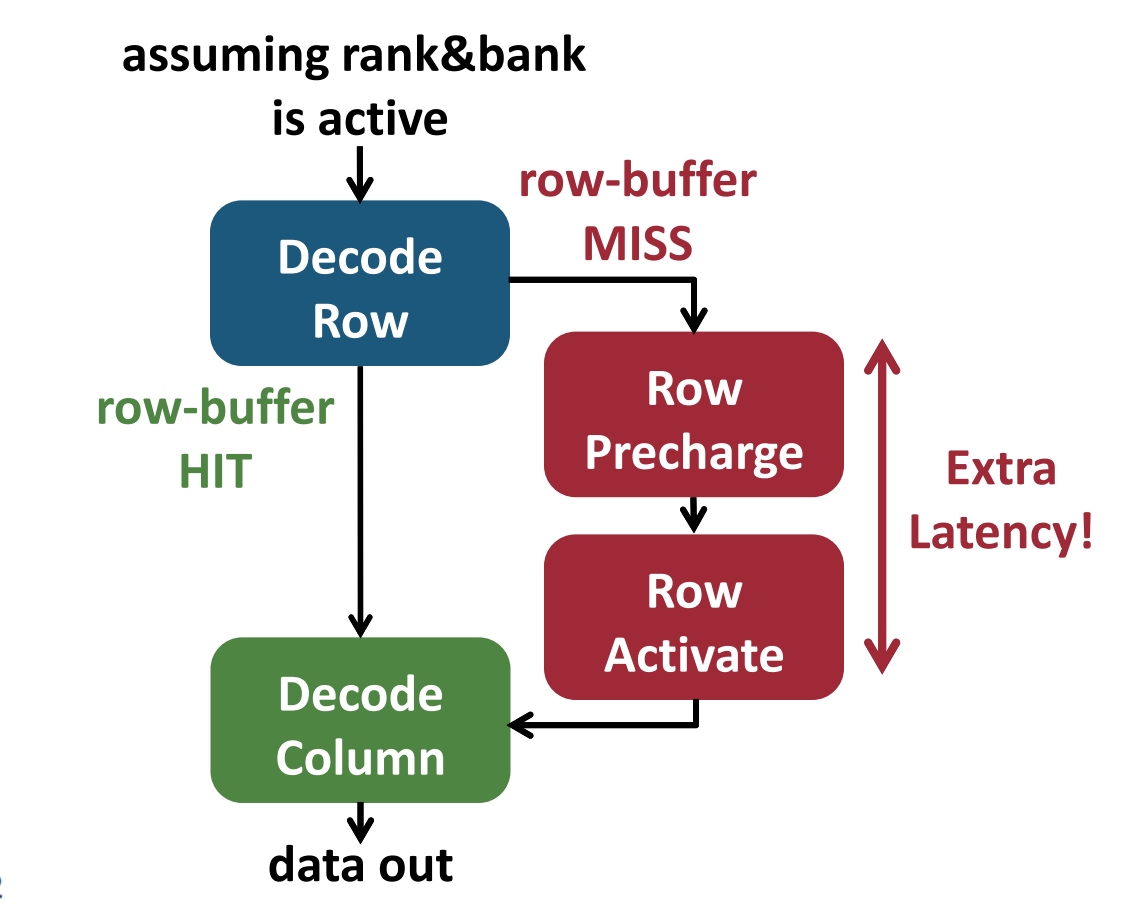 assuming rank&bank
is active
row-buffer
MISS
Decode
Row
row-buffer
HIT
Row
Precharge
Extra
Latency!
Row
Activate
Decode
Column
data out